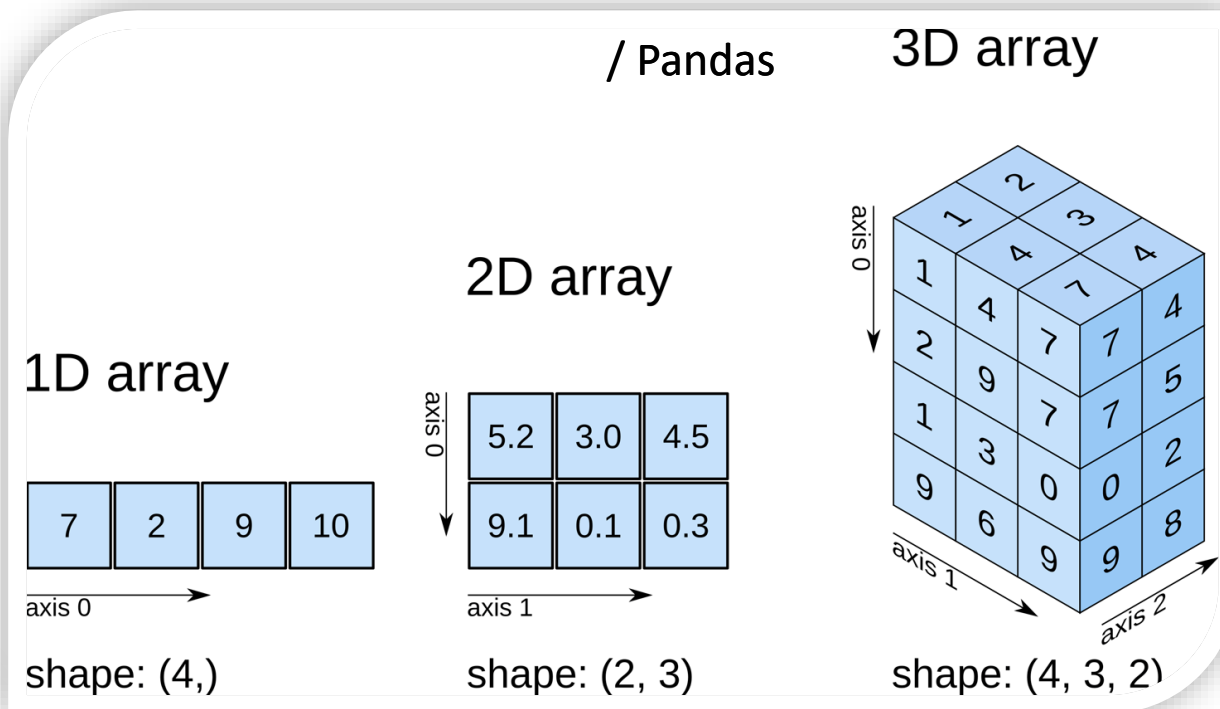 / Pandas
3D array
2D array
1D array
axis 0
7 2 9 10
axis 0
shape: (4,)
axis 0
5.2 3.0 4.5
9.1 0.1 0.3
axis 1
shape: (2, 3)
2
1 3
4 4
7
1 4 7 7 4
2 9 7 7 5
1 3 0 0 2
9 6 9 9 8
axis 1
axis 2
shape: (4, 3, 2)